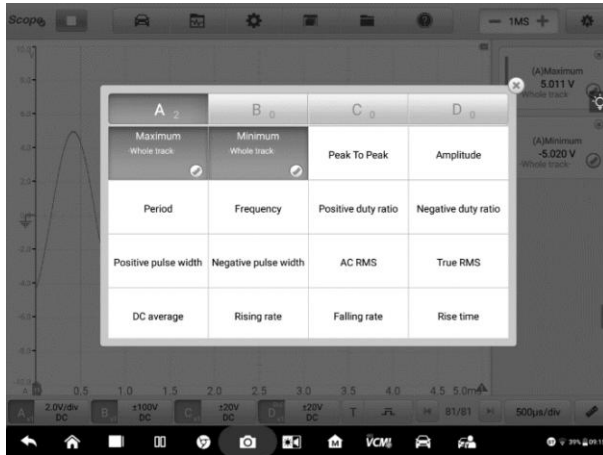 Scope
1MS
10.0
V
(A)Maximum
5.011 V
Whole track
A 2
B 0
C 0
D 0
Maximum
Whole track
Minimum
Whole track
Peak To Peak
Amplitude
(A)Minimum
-5.020 V
Whole track
Period
Frequency
Positive duty ratio
Negative duty ratio
Positive pulse width
Negative pulse width
AC RMS
True RMS
DC average
Rising rate
Falling rate
Rise time
0.5
1.0
1.5
2.0
2.5
3.0
3.5
4.0
4.5
5.0m
A
2.0V/div
DC
B
±100V
DC
C
±20V
DC
D
±20V
DC
T
81/81
500µs/div
VCMI
39%